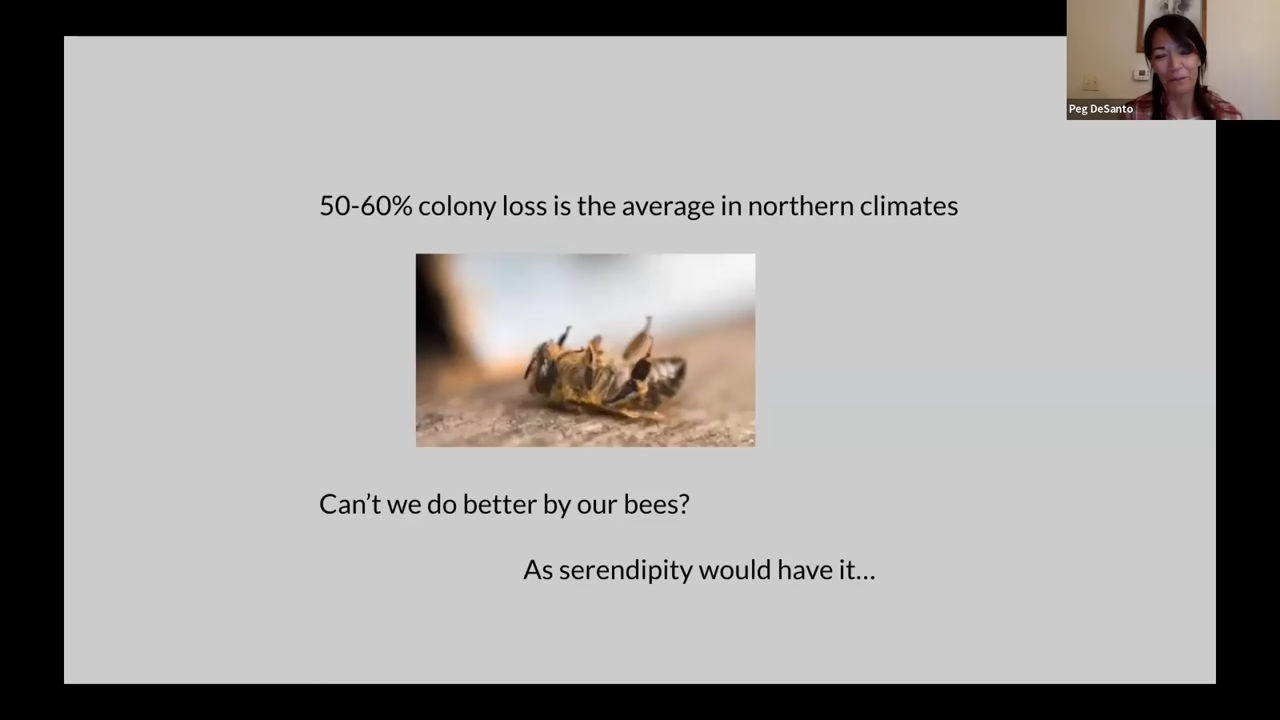 Peg DeSanto
50-60% colony loss is the average in northern climates
Can’t we do better by our bees?
As serendipity would have it...